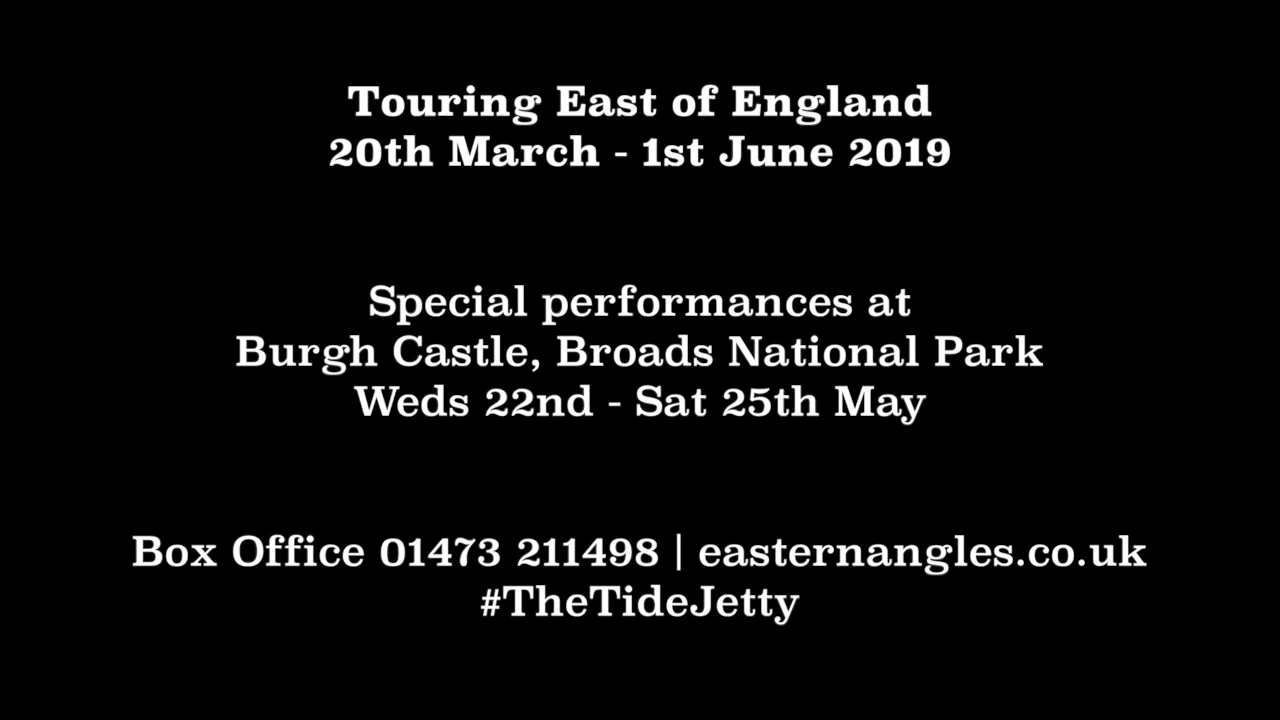 Touring East of England
20th March - 1st June 2019
Special performances at
Burgh Castle, Broads National Park
Weds 22nd - Sat 25th May
Box Office 01473 211498 | easternangles.co.uk
#TheTideJetty